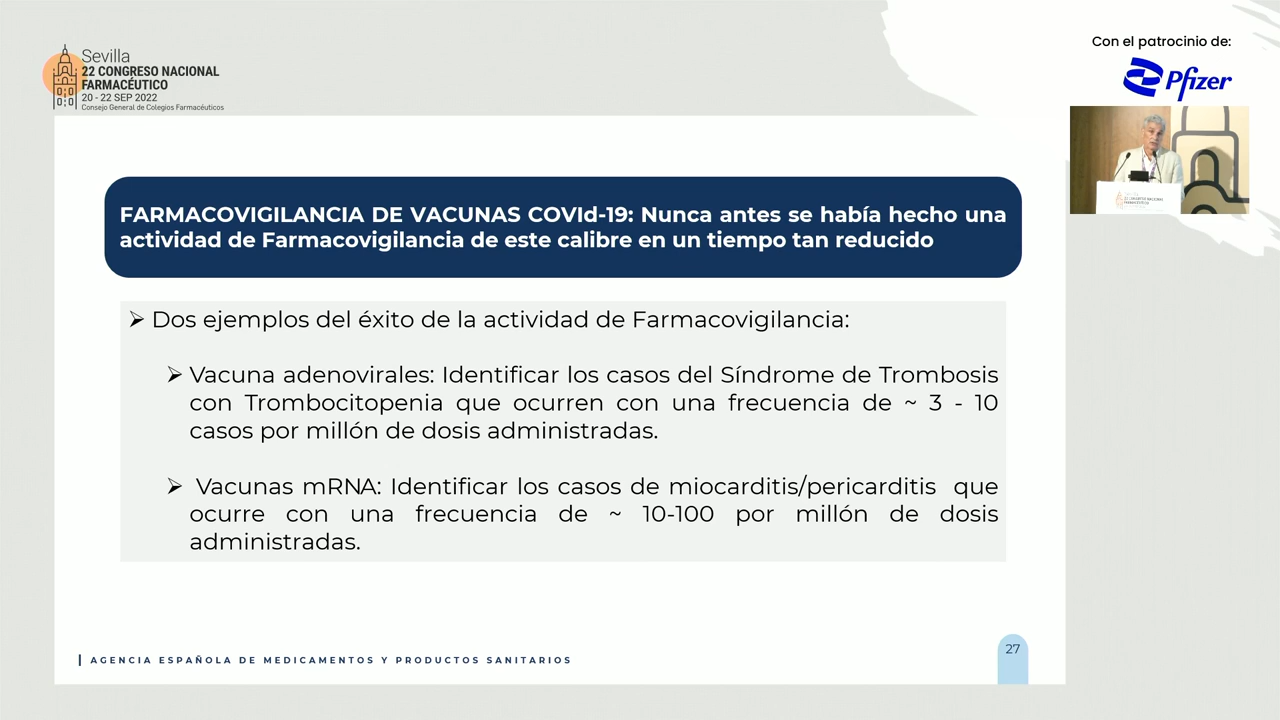 Sevilla
22 CONGRESO NACIONAL
FARMACÉUTICO
20 - 22 SEP 2022
Consejo General de Colegios Farmacéuticos
Con el patrocinio de:
Pfizer
FARMACOVIGILANCIA DE VACUNAS COVId-19: Nunca antes se había hecho una
actividad de Farmacovigilancia de este calibre en un tiempo tan reducido
➢ Dos ejemplos del éxito de la actividad de Farmacovigilancia:
➢ Vacuna adenovirales: Identificar los casos del Síndrome de Trombosis
con Trombocitopenia que ocurren con una frecuencia de ~ 3 - 10
casos por millón de dosis administradas.
➢ Vacunas mRNA: Identificar los casos de miocarditis/pericarditis que
ocurre con una frecuencia de ~ 10-100 por millón de dosis
administradas.
AGENCIA ESPAÑOLA DE MEDICAMENTOS Y PRODUCTOS SANITARIOS
27